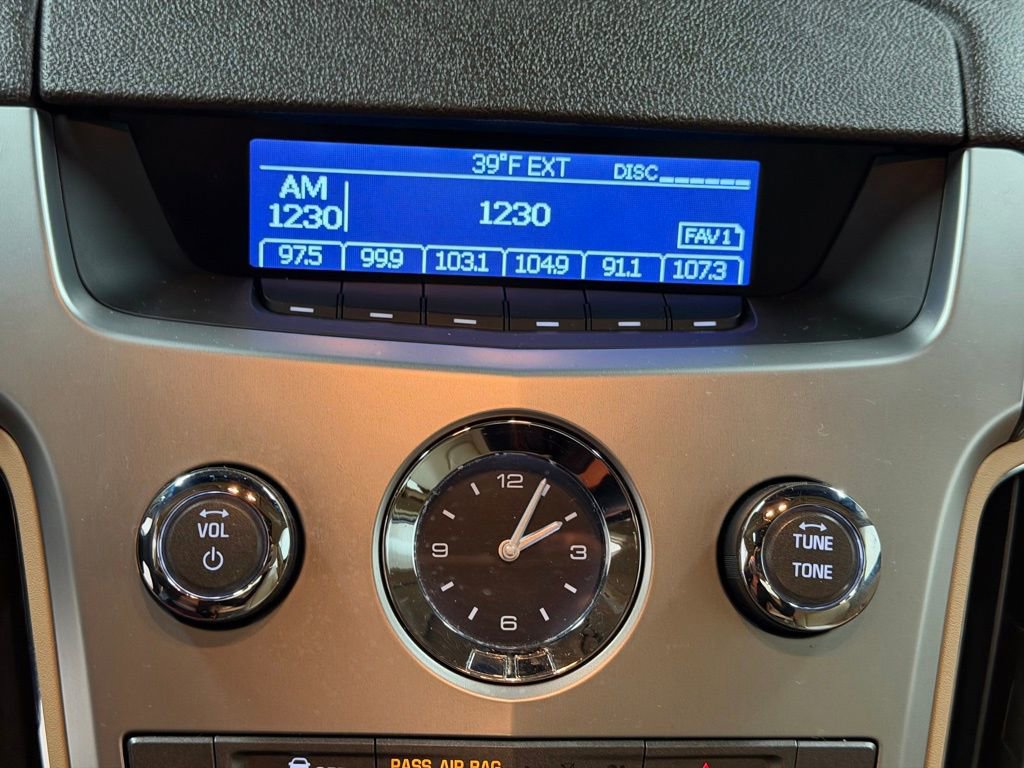 39°F EXT DISC
AM
1230 1230
FAV1
97.5 99.9 103.1 104.9 91.1 107.3
12
VOL
TUNE
9 3
TONE
6
PASS AIR BAG